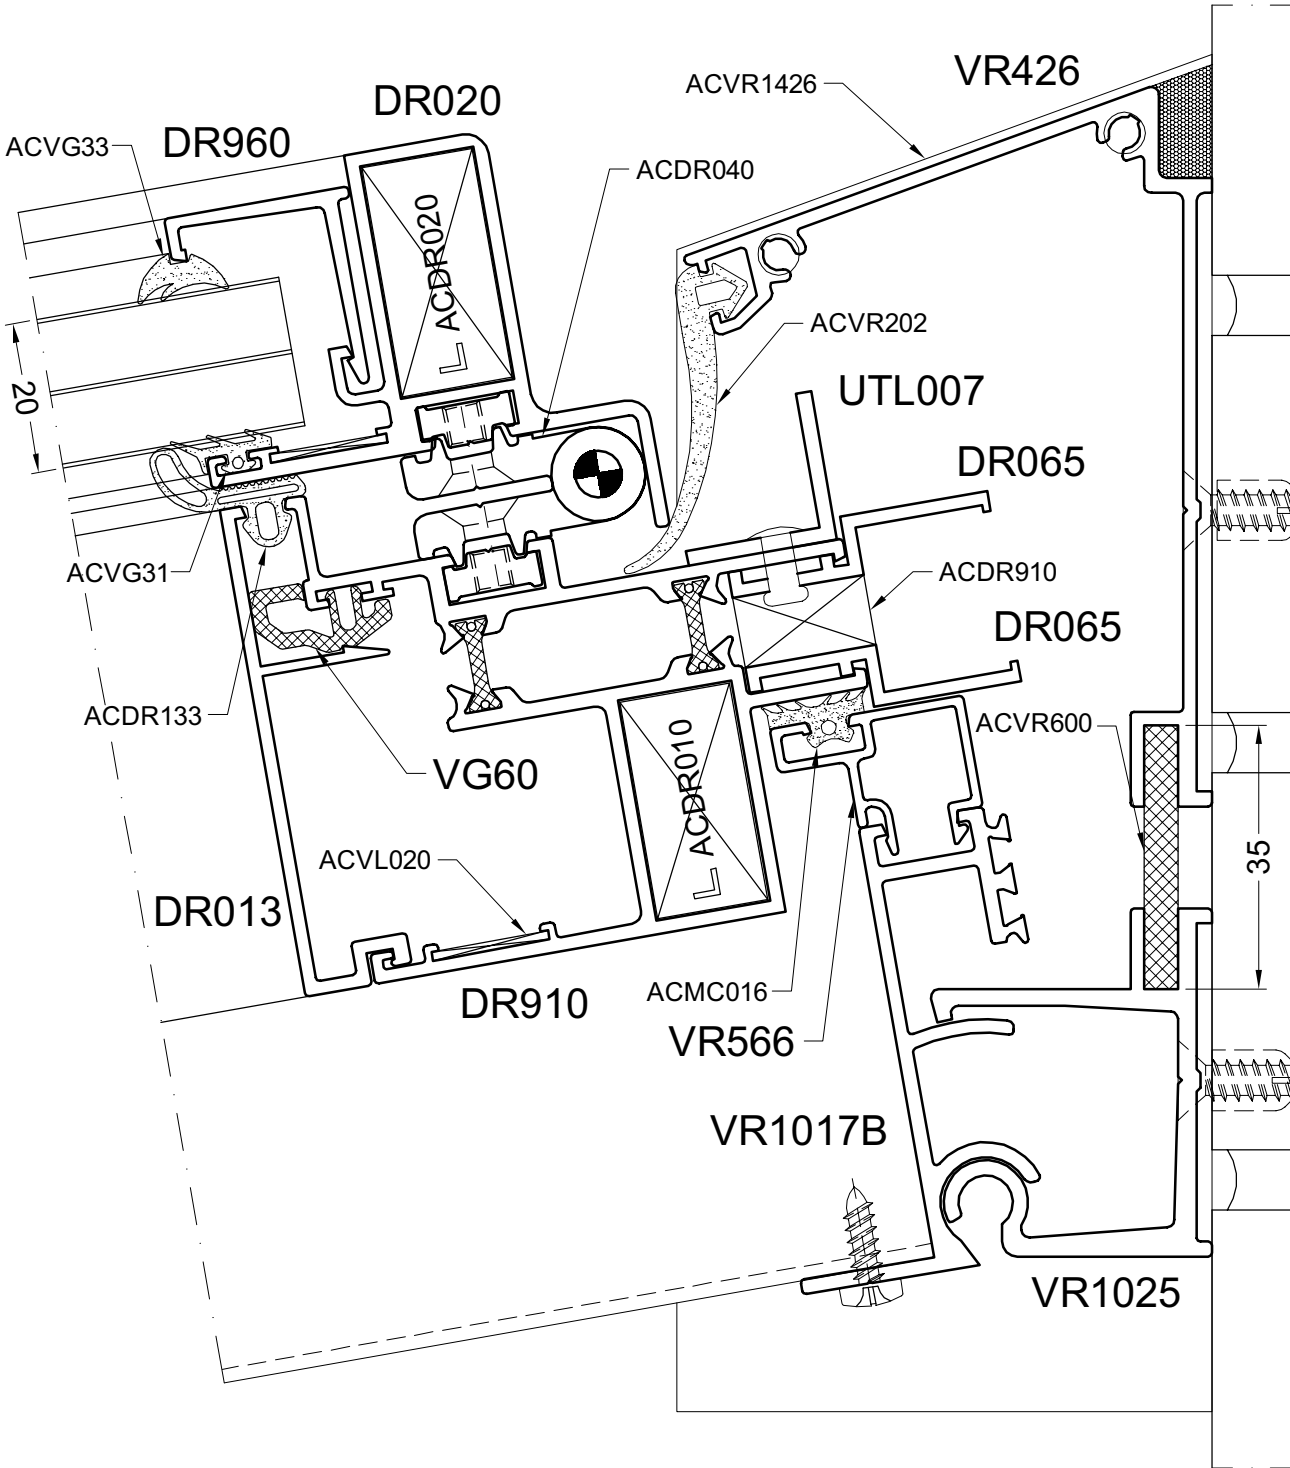 VR426
ACVR1426
DR020
DR960
ACVG33
ACDR040
ACDR020
ACVR202
UTL007
20
DR065
ACVG31
ACDR910
DR065
ACDR133
ACVR600
VG60
ACDR010
ACVL020
35
DR013
DR910
ACMC016
VR566
VR1017B
VR1025